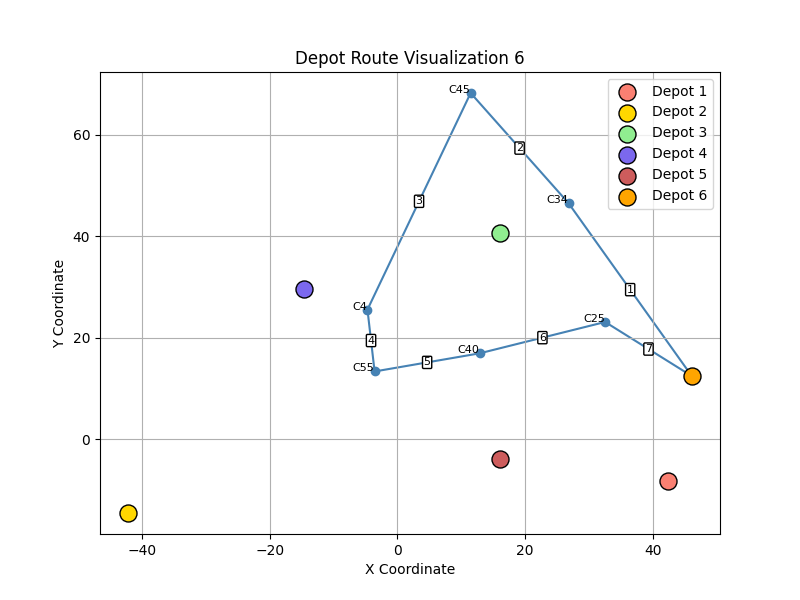 Depot Route Visualization 6
Depot 1
Depot 2
Depot 3
Depot 4
Depot 5
Depot 6
C45
2
C34
3
1
C4
4
C25
C40
6
7
C55
5
60
40
20
0
−40
−20
0
20
40
X Coordinate
Y Coordinate